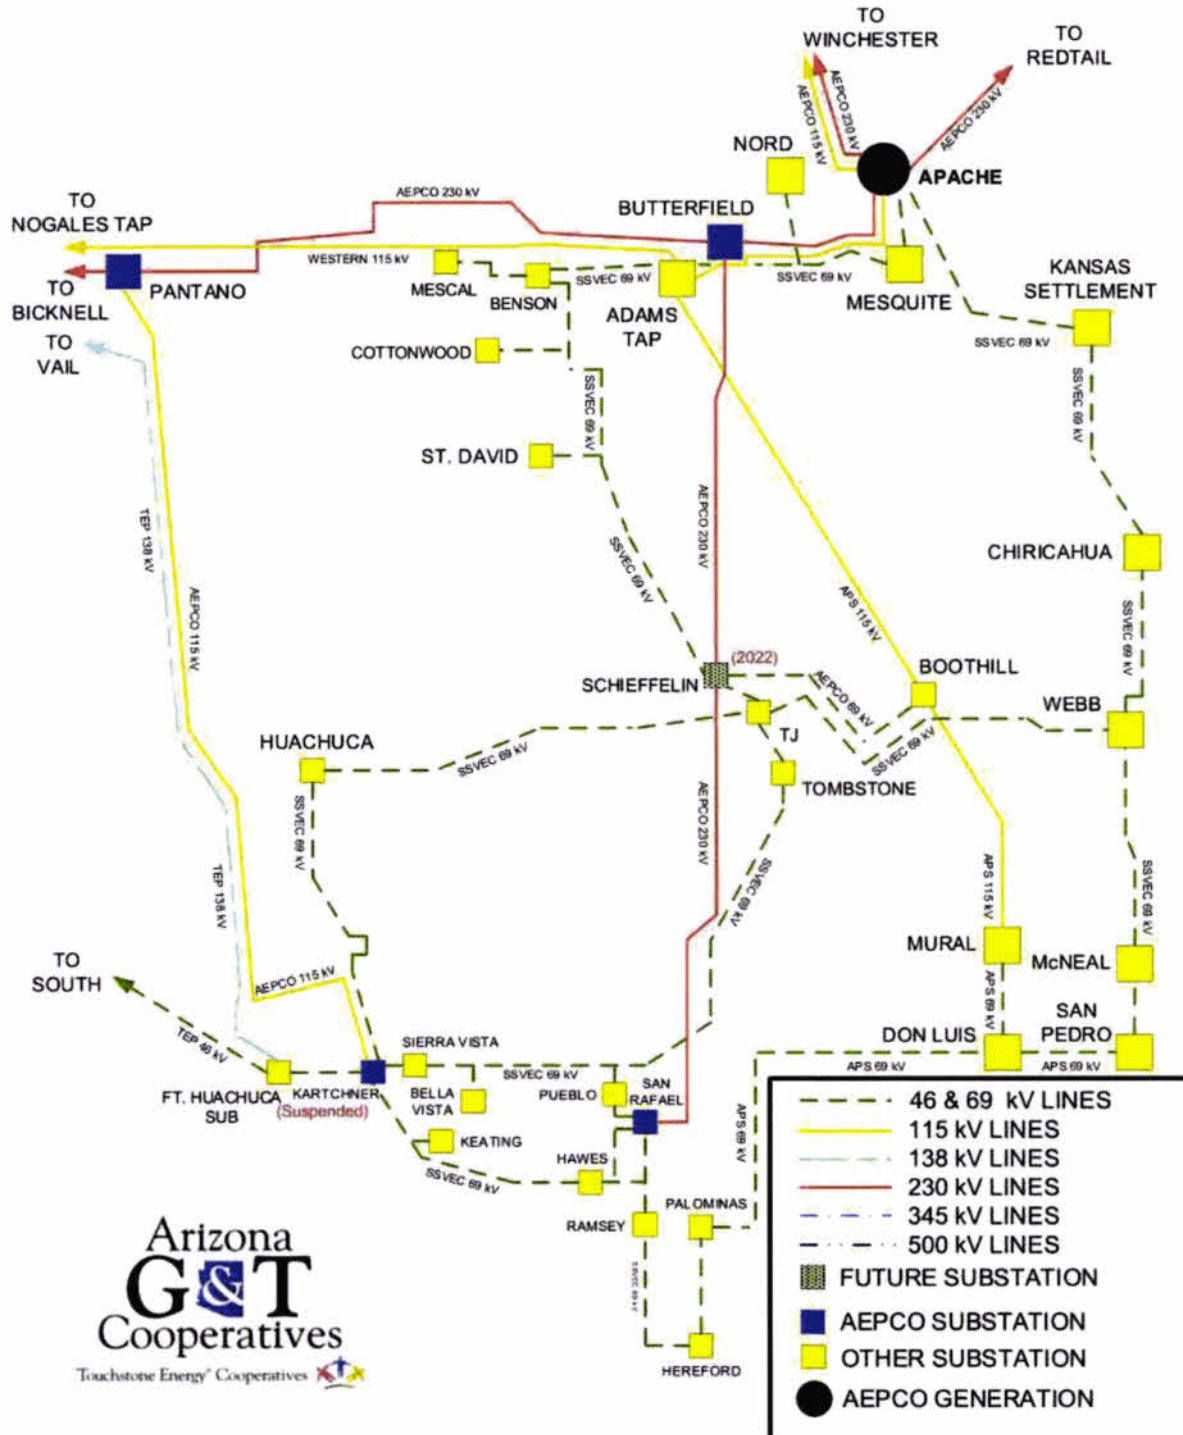 TO
WINCHESTER
TO
REDTAIL
AEPCO 230 kV
AEPCO 115 kV
AEPCO 230 kV
NORD
APACHE
TO
NOGALES TAP
AEPCO 230 kV
BUTTERFIELD
WESTERN 115 kV
MESCAL
BENSON
SSVEC 69 kV
SSVEC 69 kV
MESQUITE
KANSAS
SETTLEMENT
PANTANO
TO
BICKNELL
ADAMS
TAP
TO
VAIL
COTTONWOOD
SSVEC 69 kV
SSVEC 69 kV
SSVEC 69 kV
ST. DAVID
TEP 138 kV
AEPCO 115 kV
SSVEC 69 kV
AEPCO 230 kV
APS 115 kV
CHIRICAHUA
SSVEC 69 kV
(2022)
SCHIEFFELIN
AEPCO 69 kV
BOOTHILL
WEBB
TJ
SSVEC 69 kV
HUACHUCA
SSVEC 69 kV
TOMBSTONE
SSVEC 69 kV
AEPCO 230 kV
TEP 138 kV
SSVEC 69 kV
APS 115 kV
SSVEC 69 kV
MURAL
McNEAL
TO
SOUTH
AEPCO 115 kV
APS 69 kV
SAN
PEDRO
DON LUIS
TEP 46 kV
SIERRA VISTA
SSVEC 69 kV
APS 69 kV
APS 69 kV
FT. HUACHUCA
SUB
KARTCHNER
(Suspended)
BELLA
VISTA
PUEBLO
SAN
RAFAEL
KEATING
HAWES
SSVEC 69 kV
APS 69 kV
RAMSEY
PALOMINAS
SSVEC 69 kV
HEREFORD
46 & 69 kV LINES
115 kV LINES
138 kV LINES
230 kV LINES
345 kV LINES
500 kV LINES
FUTURE SUBSTATION
AEPCO SUBSTATION
OTHER SUBSTATION
AEPCO GENERATION
Arizona
G&T
Cooperatives
Touchstone Energy® Cooperatives